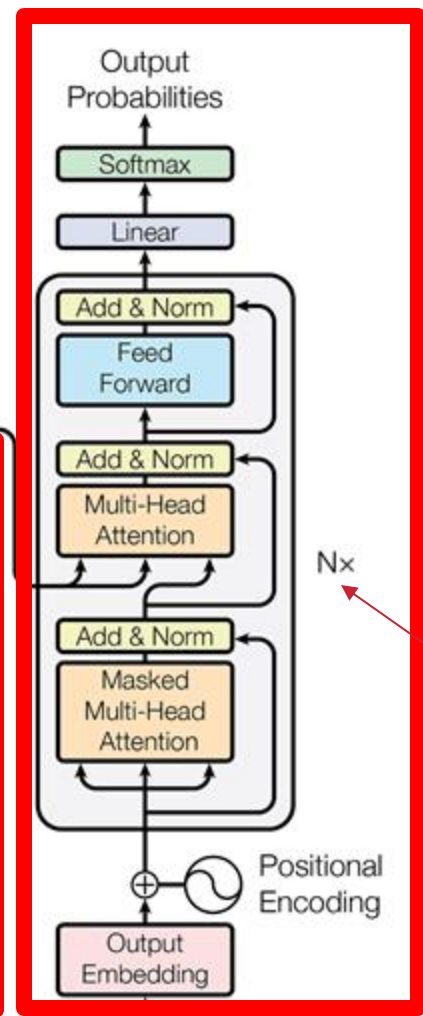 Output
Probabilities
Softmax
Linear
Add & Norm
Feed
Forward
Add & Norm
Multi-Head
Attention
N×
Add & Norm
Masked
Multi-Head
Attention
Positional
Encoding
Output
Embedding